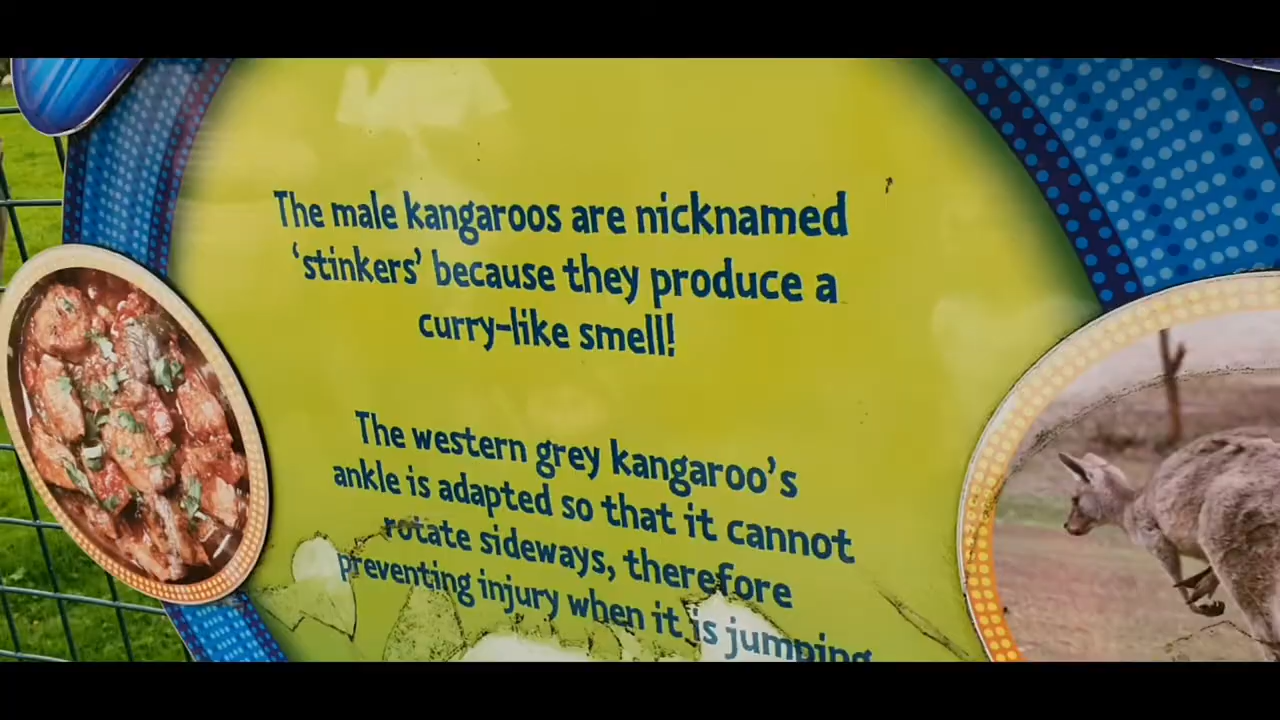 The male kangaroos are nicknamed
‘stinkers’ because they produce a
curry-like smell!
The western grey kangaroo’s
ankle is adapted so that it cannot
rotate sideways, therefore
preventing injury when it is jumping